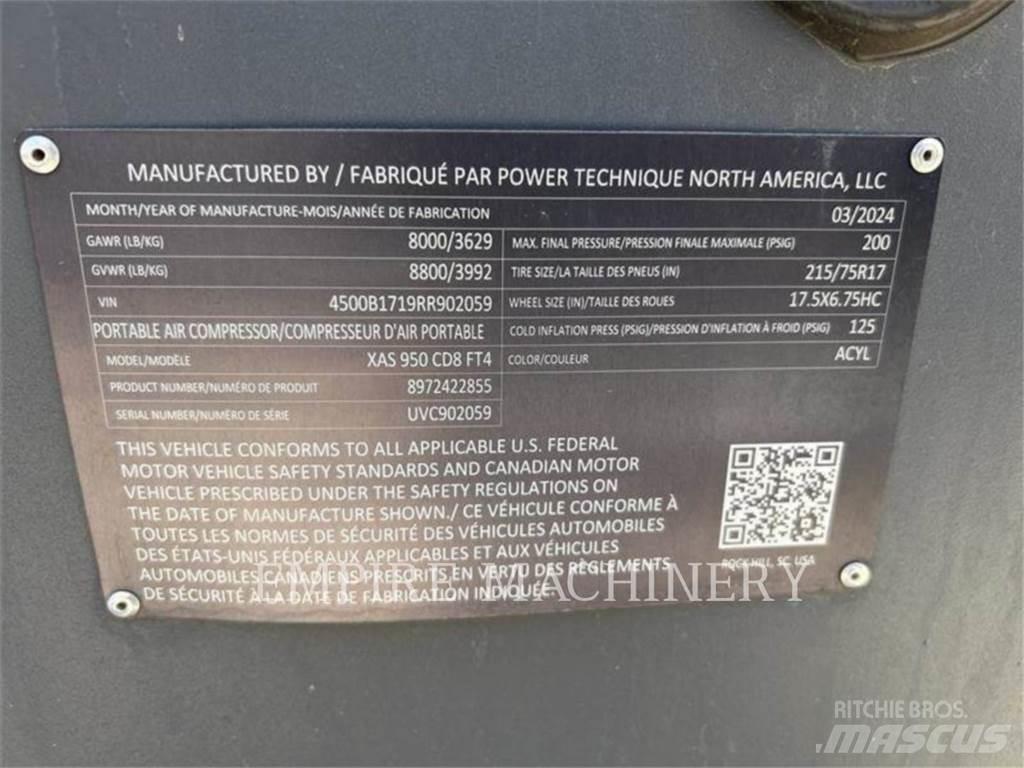 MANUFACTURED BY / FABRIQUÉ PAR POWER TECHNIQUE NORTH AMERICA, LLC
MONTH/YEAR OF MANUFACTURE-MOIS/ANNÉE DE FABRICATION 03/2024
GAWR (LB/KG) 8000/3629 MAX. FINAL PRESSURE/PRESSION FINALE MAXIMALE (PSIG) 200
GVWR (LB/KG) 8800/3992 TIRE SIZE/LA TAILLE DES PNEUS (IN) 215/75R17
VIN 4500B1719RR902059 WHEEL SIZE (IN)/TAILLE DES ROUES 17.5X6.75HC
PORTABLE AIR COMPRESSOR/COMPRESSEUR D'AIR PORTABLE COLD INFLATION PRESS (PSIG)/PRESSION D'INFLATION À FROID (PSIG) 125
MODEL/MODÈLE XAS 950 CD8 FT4 COLOR/COULEUR ACYL
PRODUCT NUMBER/NUMÉRO DE PRODUIT 8972422855
SERIAL NUMBER/NUMÉRO DE SÉRIE UVC902059
THIS VEHICLE CONFORMS TO ALL APPLICABLE U.S. FEDERAL
MOTOR VEHICLE SAFETY STANDARDS AND CANADIAN MOTOR
VEHICLE PRESCRIBED UNDER THE SAFETY REGULATIONS ON
THE DATE OF MANUFACTURE SHOWN./ CE VÉHICULE CONFORME À
TOUTES LES NORMES DE SÉCURITÉ DES VÉHICULES AUTOMOBILES
DES ÉTATS-UNIS FÉDÉRAUX APPLICABLES ET AUX VÉHICULES
AUTOMOBILES CANADIENS PRESCRITS EN VERTU DES RÈGLEMENTS
DE SÉCURITÉ À LA DATE DE FABRICATION INDIQUÉE.
ROCK HILL, SC, USA
EMPIRE MACHINERY
RITCHIE BROS.
MASCUS